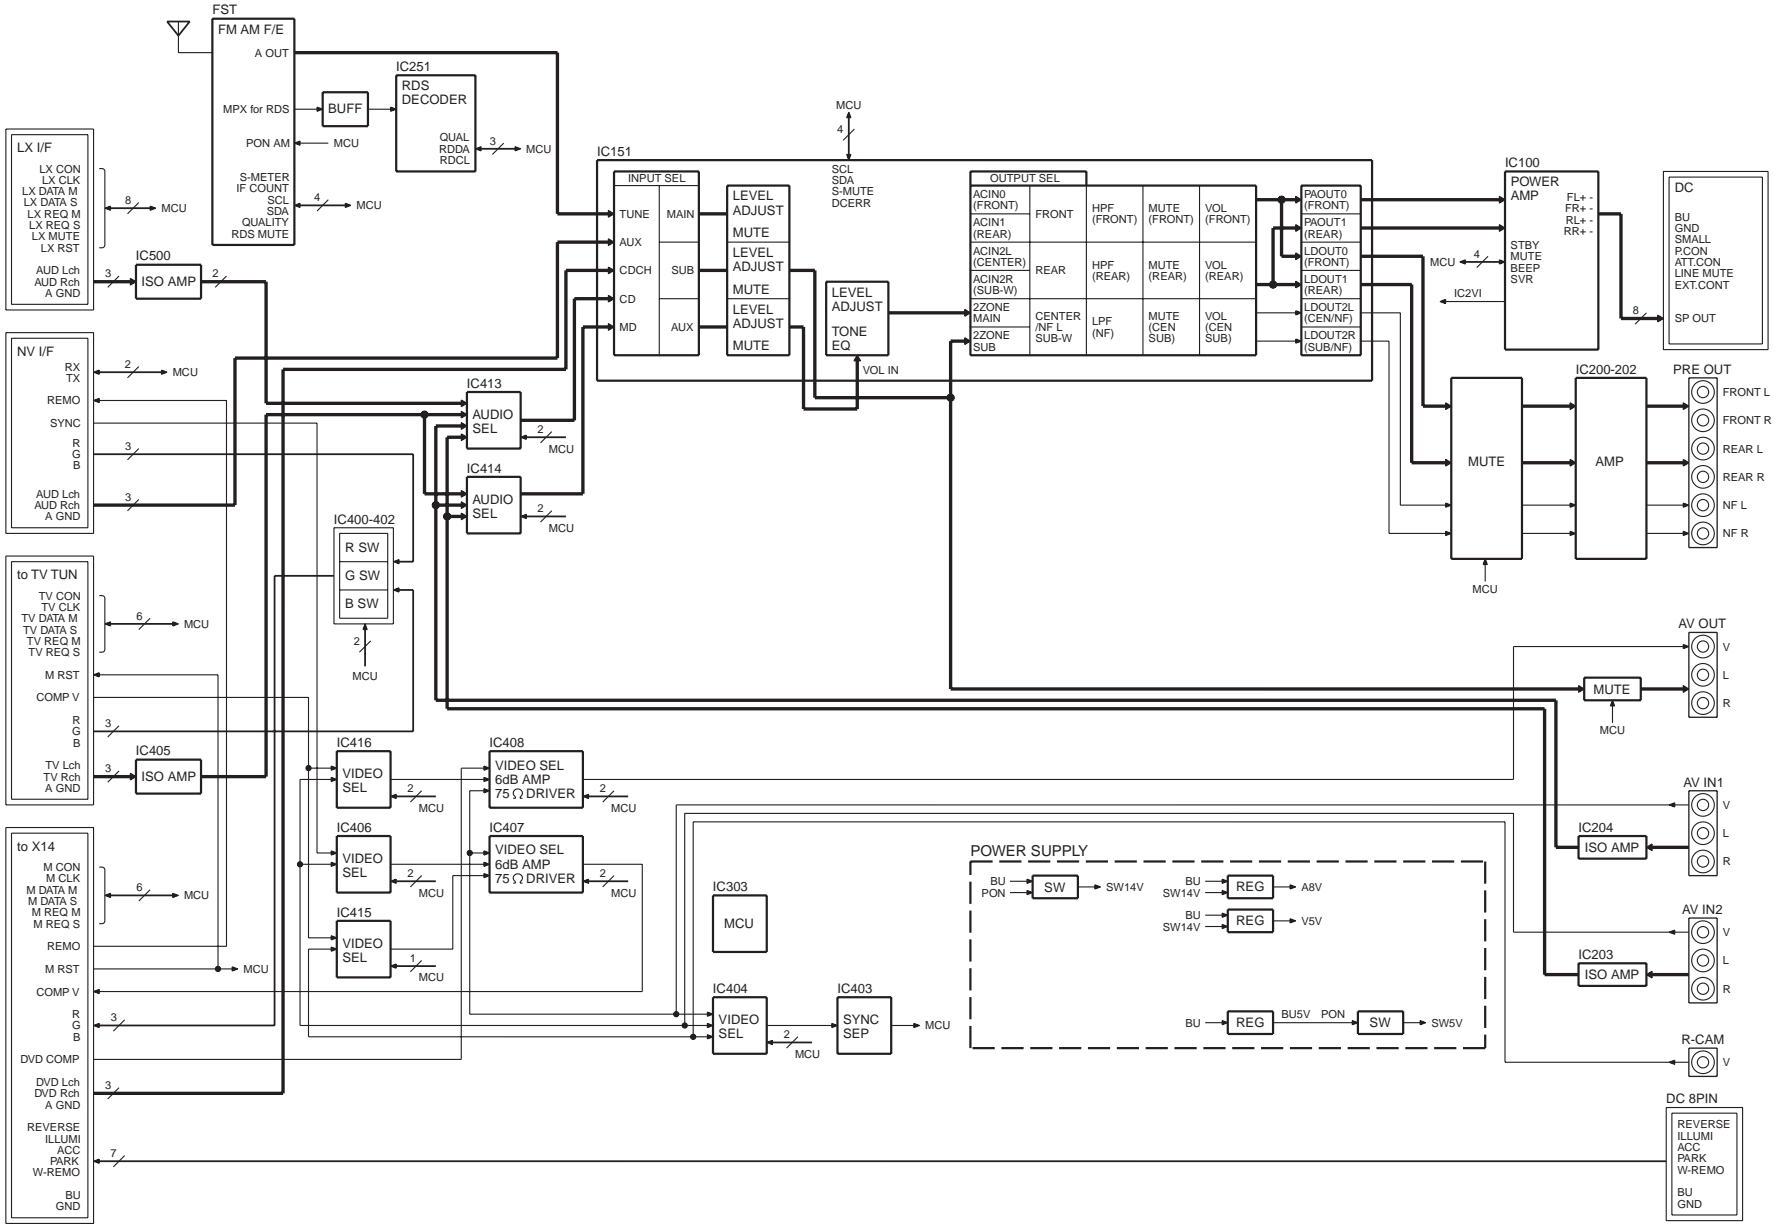 FST
FM AM F/E
A OUT
MPX for RDS
PON AM
MCU
S-METER
IF COUNT
SCL
SDA
QUALITY
RDS MUTE
4
MCU
BUFF
IC251
RDS
DECODER
QUAL
RDDA
RDCL
3
MCU
LX I/F
LX CON
LX CLK
LX DATA M
LX DATA S
LX REQ M
LX REQ S
LX MUTE
LX RST
8
MCU
AUD Lch
AUD Rch
A GND
3
IC500
ISO AMP
2
NV I/F
RX
TX
2
MCU
REMO
SYNC
R
G
B
3
AUD Lch
AUD Rch
A GND
3
to TV TUN
TV CON
TV CLK
TV DATA M
TV DATA S
TV REQ M
TV REQ S
6
MCU
M RST
COMP V
R
G
B
3
TV Lch
TV Rch
A GND
3
IC405
ISO AMP
to X14
M CON
M CLK
M DATA M
M DATA S
M REQ M
M REQ S
6
MCU
REMO
M RST
MCU
COMP V
R
G
B
3
DVD COMP
DVD Lch
DVD Rch
A GND
3
REVERSE
ILLUMI
ACC
PARK
W-REMO
7
BU
GND
IC400-402
R SW
G SW
B SW
2
MCU
IC413
AUDIO
SEL
2
MCU
IC414
AUDIO
SEL
2
MCU
IC416
VIDEO
SEL
2
MCU
IC406
VIDEO
SEL
2
MCU
IC415
VIDEO
SEL
1
MCU
IC408
VIDEO SEL
6dB AMP
75 Ω DRIVER
2
MCU
IC407
VIDEO SEL
6dB AMP
75 Ω DRIVER
2
MCU
IC151
INPUT SEL
TUNE
AUX
CDCH
CD
MD
MAIN
SUB
AUX
LEVEL
ADJUST
MUTE
LEVEL
ADJUST
MUTE
LEVEL
ADJUST
MUTE
MCU
4
SCL
SDA
S-MUTE
DCERR
LEVEL
ADJUST
TONE
EQ
VOL IN
OUTPUT SEL
ACIN0
(FRONT)
ACIN1
(REAR)
ACIN2L
(CENTER)
ACIN2R
(SUB-W)
2ZONE
MAIN
2ZONE
SUB
FRONT
REAR
CENTER
/NF L
SUB-W
HPF
(FRONT)
HPF
(REAR)
LPF
(NF)
MUTE
(FRONT)
MUTE
(REAR)
MUTE
(CEN
SUB)
VOL
(FRONT)
VOL
(REAR)
VOL
(CEN
SUB)
PAOUT0
(FRONT)
PAOUT1
(REAR)
LDOUT0
(FRONT)
LDOUT1
(REAR)
LDOUT2L
(CEN/NF)
LDOUT2R
(SUB/NF)
IC100
POWER
AMP
FL+ -
FR+ -
RL+ -
RR+ -
STBY
MUTE
BEEP
SVR
MCU
4
IC2VI
8
DC
BU
GND
SMALL
P.CON
ATT.CON
LINE MUTE
EXT.CONT
SP OUT
MUTE
MCU
IC200-202
AMP
PRE OUT
FRONT L
FRONT R
REAR L
REAR R
NF L
NF R
AV OUT
V
L
R
MUTE
MCU
AV IN1
V
L
R
IC204
ISO AMP
AV IN2
V
L
R
IC203
ISO AMP
R-CAM
V
DC 8PIN
REVERSE
ILLUMI
ACC
PARK
W-REMO
BU
GND
IC303
MCU
IC404
VIDEO
SEL
2
MCU
IC403
SYNC
SEP
MCU
POWER SUPPLY
BU
PON
SW
SW14V
BU
SW14V
REG
A8V
BU
SW14V
REG
V5V
BU
REG
BU5V
PON
SW
SW5V